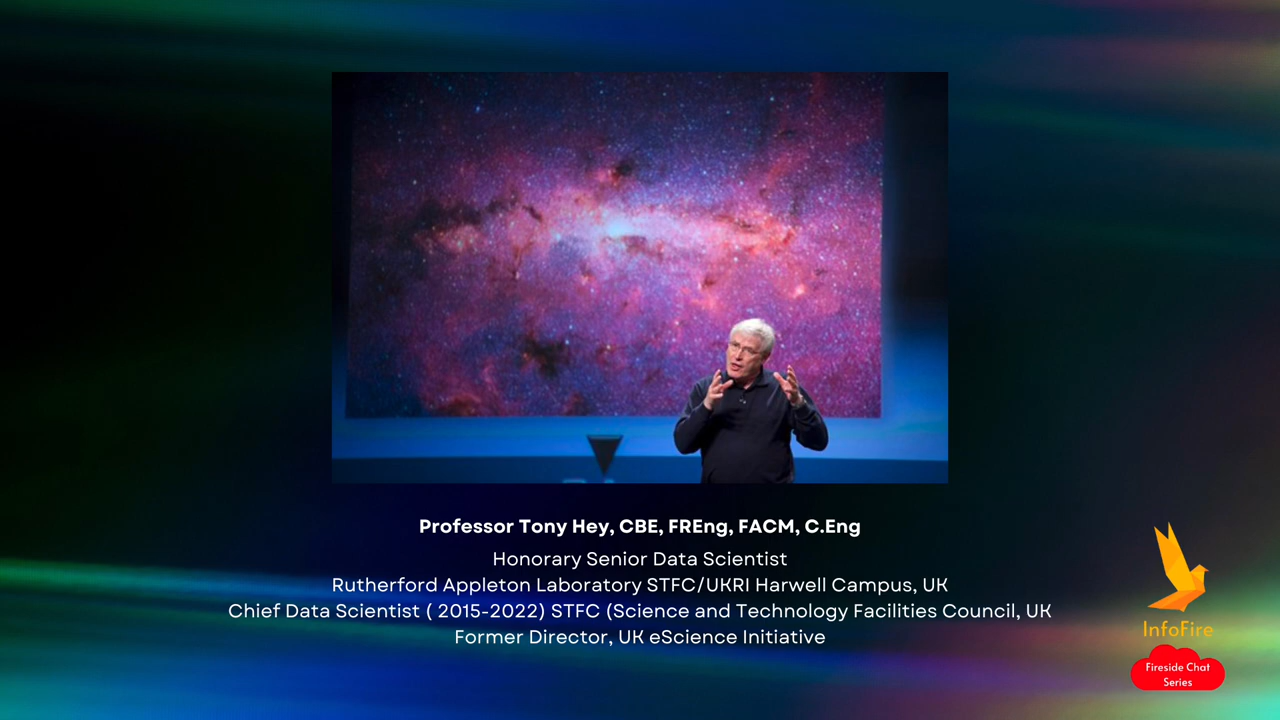 Professor Tony Hey, CBE, FREng, FACM, C.Eng
Honorary Senior Data Scientist
Rutherford Appleton Laboratory STFC/UKRI Harwell Campus, UK
Chief Data Scientist ( 2015-2022) STFC (Science and Technology Facilities Council, UK
Former Director, UK eScience Initiative
InfoFire
Fireside Chat
Series